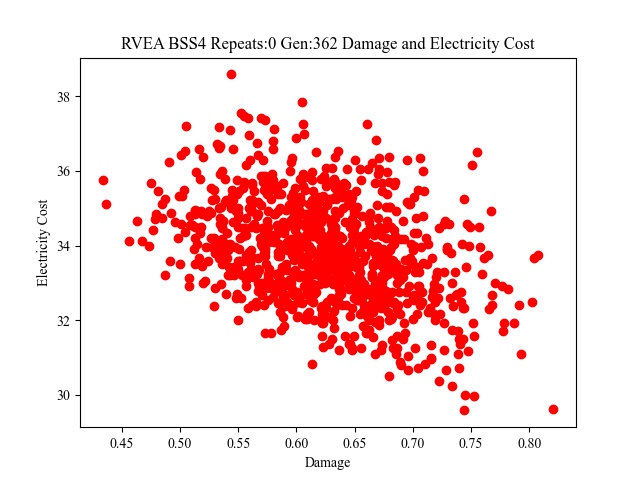 RVEA BSS4 Repeats:0 Gen:362 Damage and Electricity Cost
38
36
34
32
30
Electricity Cost
0.45 0.50 0.55 0.60 0.65 0.70 0.75 0.80
Damage